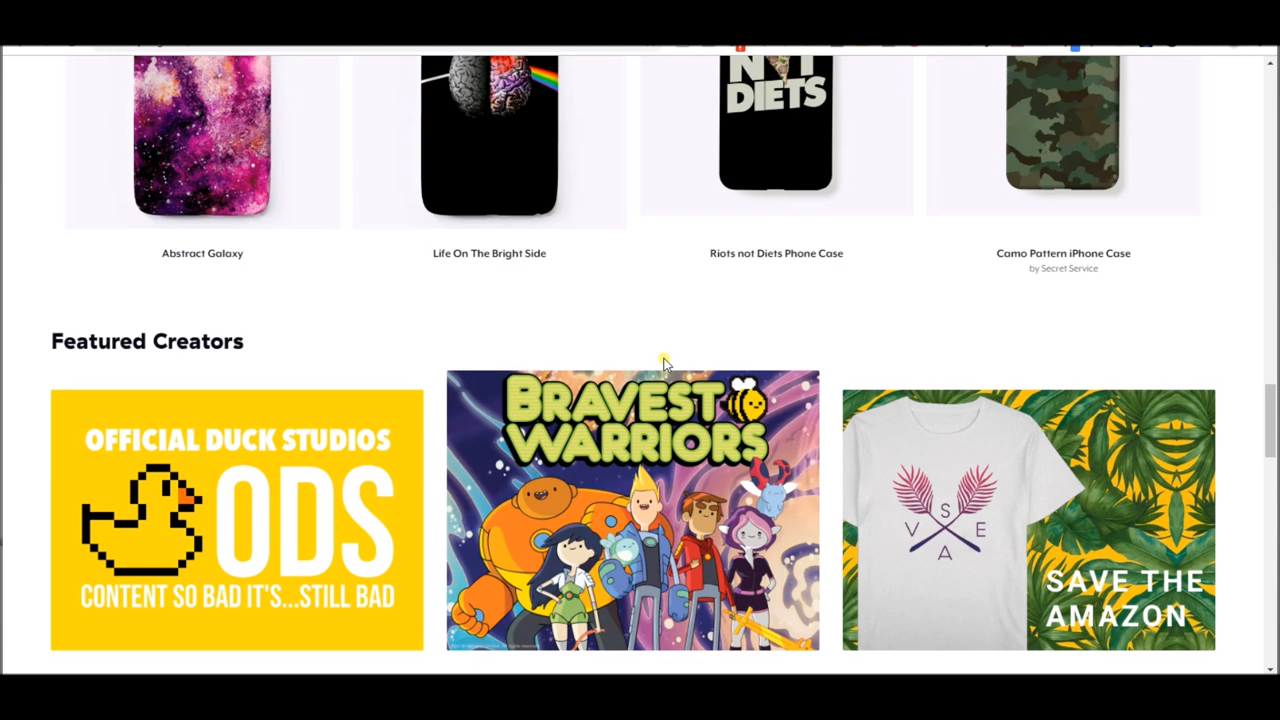 DIETS
Abstract Galaxy
Life On The Bright Side
Riots not Diets Phone Case
Camo Pattern iPhone Case
by Secret Service
Featured Creators
OFFICIAL DUCK STUDIOS
ODS
CONTENT SO BAD IT'S...STILL BAD
BRAVEST
WARRIORS
S
V E
A
SAVE THE
AMAZON